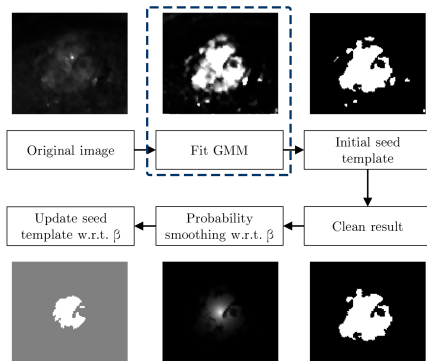 Original image
Fit GMM
Initial seed
template
Update seed
template w.r.t. β
Probability
smoothing w.r.t. β
Clean result